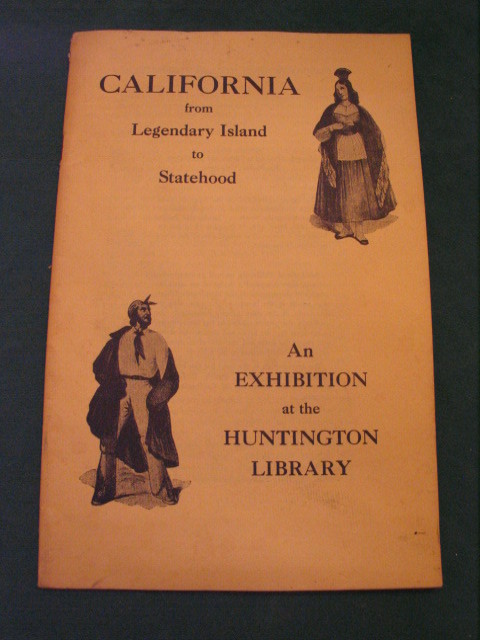 CALIFORNIA
from
Legendary Island
to
Statehood
An
EXHIBITION
at the
HUNTINGTON
LIBRARY